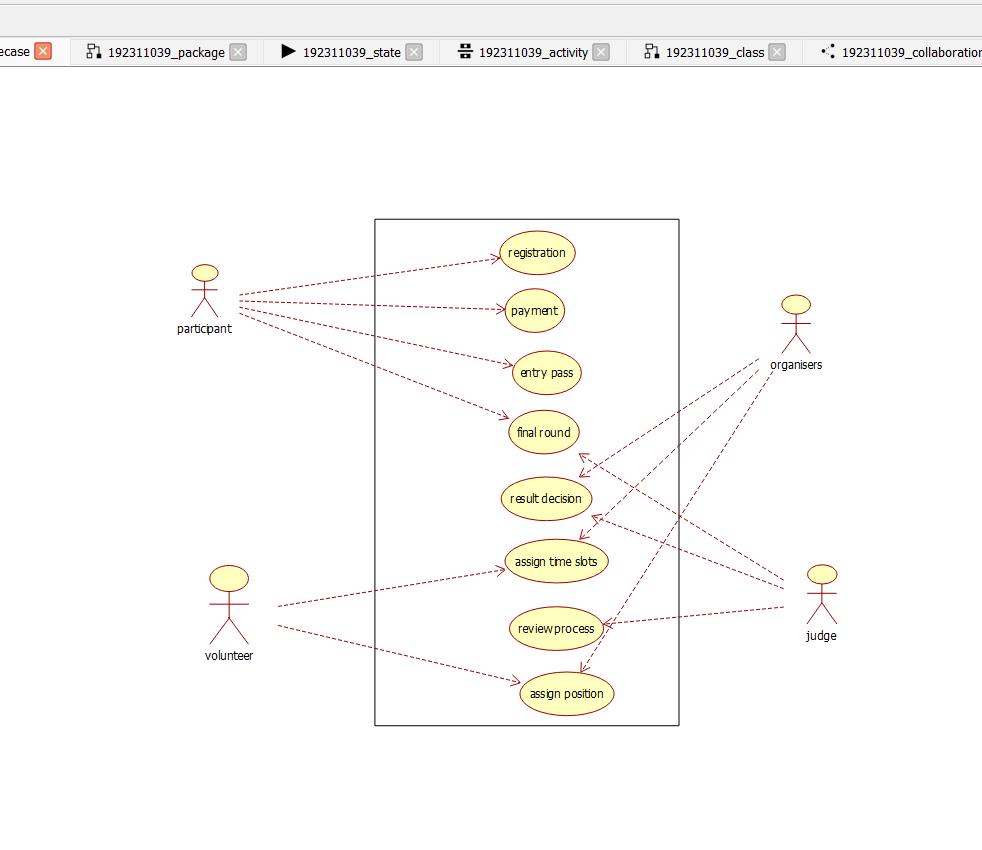 ecase 192311039_package 192311039_state 192311039_activity 192311039_class 192311039_collaboration
registration
participant
payment
organisers
entry pass
final round
result decision
assign time slots
volunteer
review process
judge
assign position